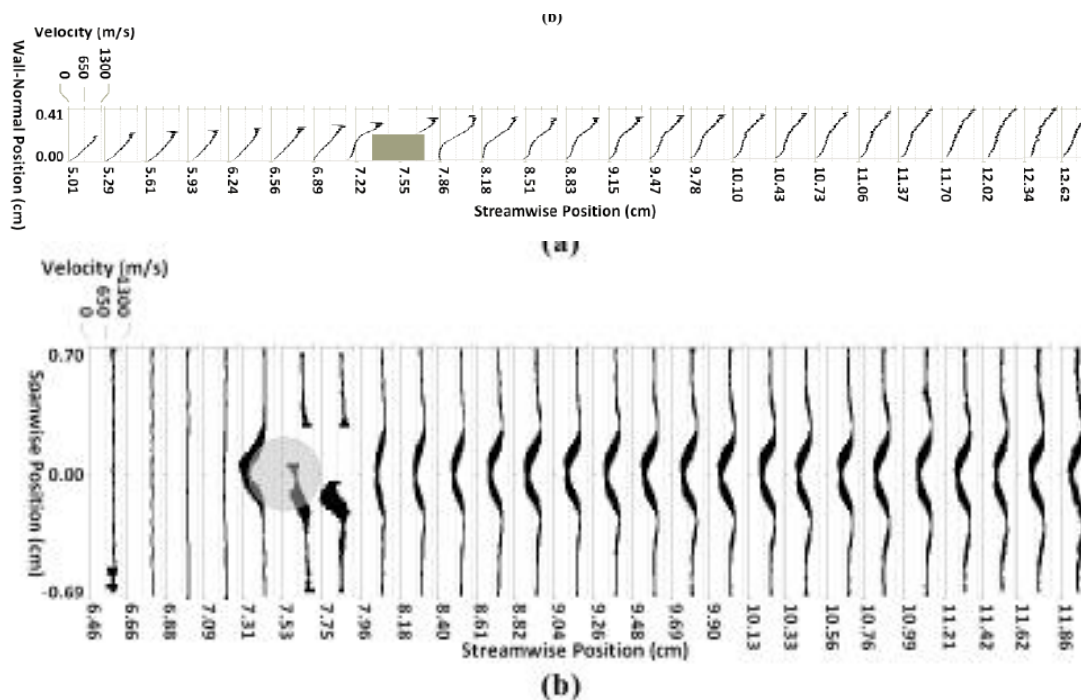 (b)
Velocity (m/s)
0 650 1300
Wall-Normal Position (cm)
0.41
0.00
5.01 5.29 5.61 5.93 6.24 6.56 6.89 7.22 7.55 7.86 8.18 8.51 8.83 9.15 9.47 9.78 10.10 10.43 10.73 11.06 11.37 11.70 12.02 12.34 12.62
Streamwise Position (cm)
(a)
Velocity (m/s)
0 650 1300
Spanwise Position (cm)
0.70
0.00
-0.69
6.46 6.66 6.88 7.09 7.31 7.53 7.75 7.96 8.18 8.40 8.61 8.82 9.04 9.26 9.48 9.69 9.90 10.13 10.33 10.56 10.76 10.99 11.21 11.42 11.62 11.86
Streamwise Position (cm)
(b)